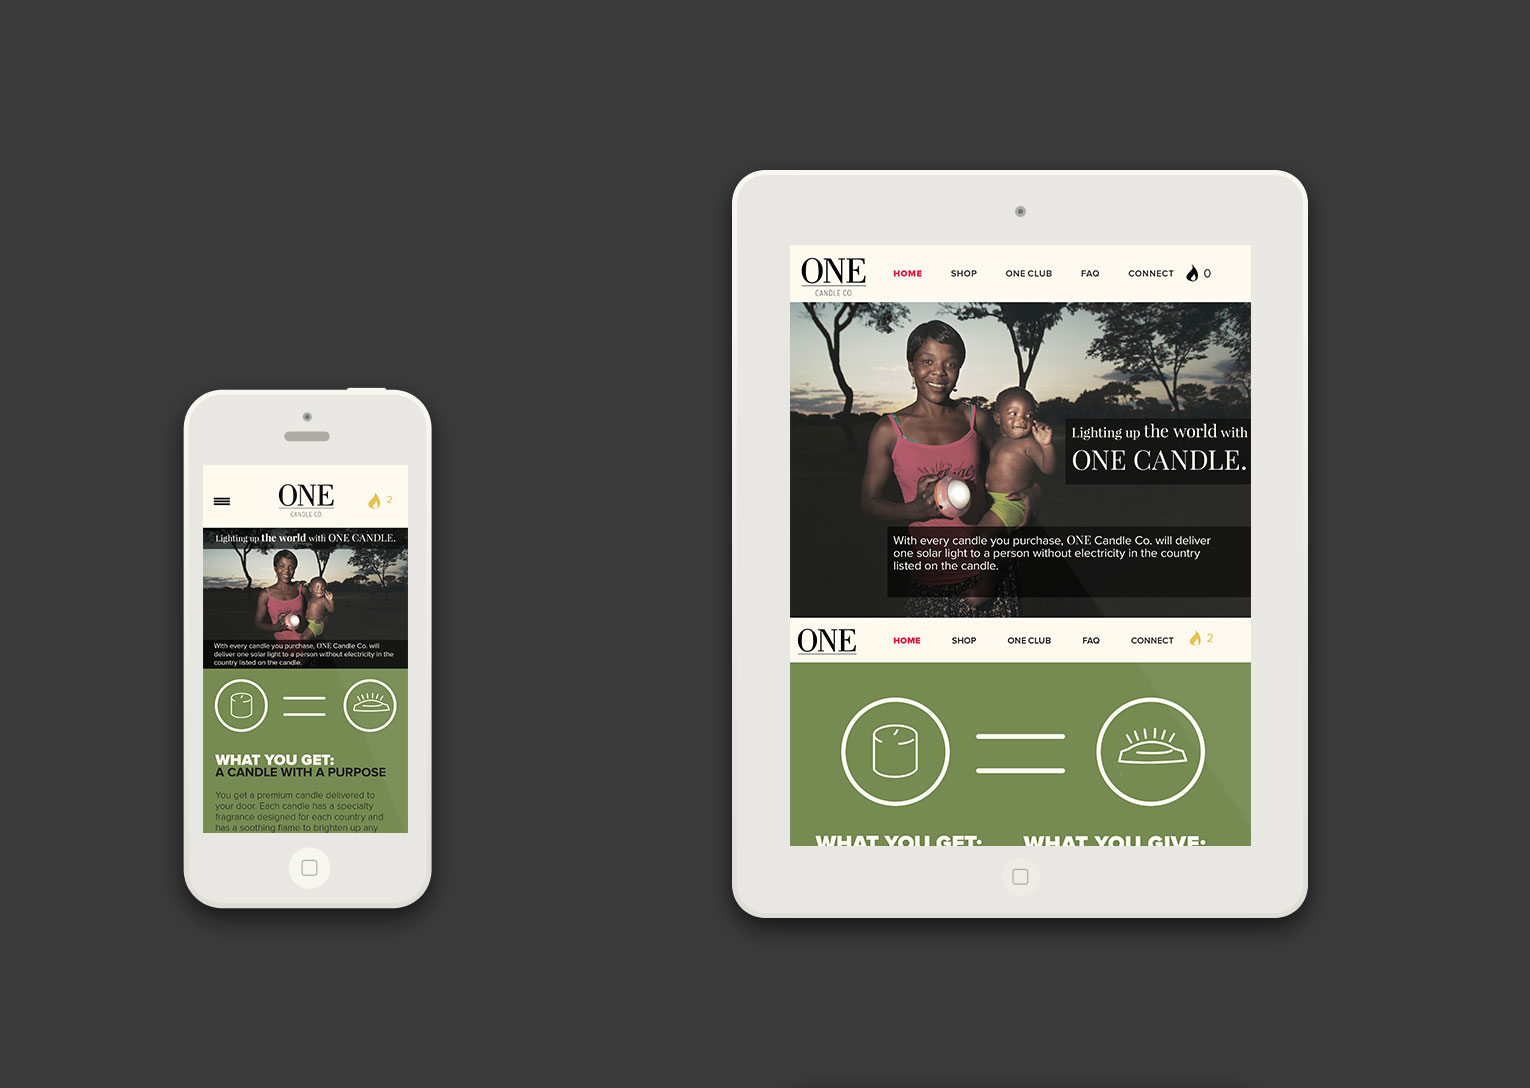 ONE
CANDLE CO.
2
Lighting up the world with ONE CANDLE.
With every candle you purchase, ONE Candle Co. will
deliver one solar light to a person without electricity in the
country listed on the candle.
WHAT YOU GET:
A CANDLE WITH A PURPOSE
You get a premium candle delivered to
your door. Each candle has a specialty
fragrance designed for each country and
has a soothing flame to brighten up any
ONE
CANDLE CO.
HOME SHOP ONE CLUB FAQ CONNECT 0
Lighting up the world with
ONE CANDLE.
With every candle you purchase, ONE Candle Co. will deliver
one solar light to a person without electricity in the country
listed on the candle.
ONE HOME SHOP ONE CLUB FAQ CONNECT 2
WHAT YOU GET: WHAT YOU GIVE: